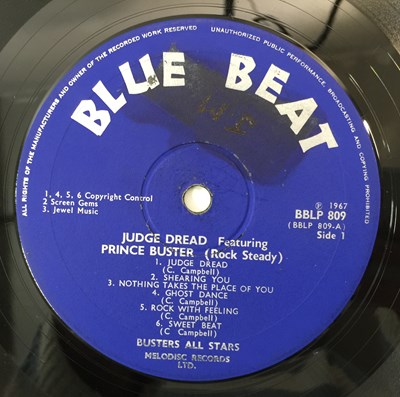 ALL RIGHTS OF THE MANUFACTURERS AND OWNER OF THE RECORDED WORK RESERVED
UNAUTHORIZED PUBLIC PERFORMANCE, BROADCASTING AND COPYING PROHIBITED
BLUE BEAT
1, 4, 5, 6 Copyright Control
2 Screen Gems
3. Jewel Music
℗ 1967
BBLP 809
(BBLP 809-A)
Side 1
JUDGE DREAD Featuring
PRINCE BUSTER (Rock Steady)
1. JUDGE DREAD
(C. Campbell)
2. SHEARING YOU
3. NOTHING TAKES THE PLACE OF YOU
4. GHOST DANCE
(C. Campbell)
5. ROCK WITH FEELING
(C. Campbell)
6. SWEET BEAT
(C Campbell)
BUSTERS ALL STARS
MELODISC RECORDS
LTD.